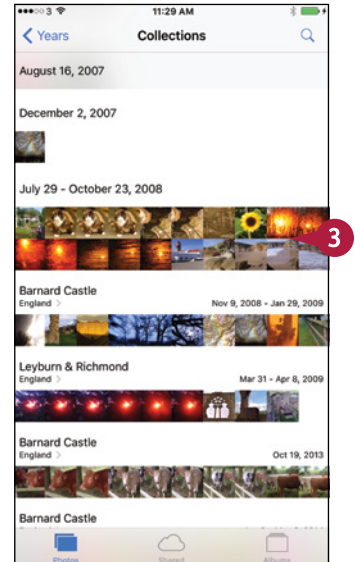 3 11:29 AM
Years Collections
August 16, 2007
December 2, 2007
July 29 - October 23, 2008
3
Barnard Castle
England > Nov 9, 2008 - Jan 29, 2009
Leyburn & Richmond
England > Mar 31 - Apr 8, 2009
Barnard Castle
England > Oct 19, 2013
Barnard Castle
Photos Shared Albums